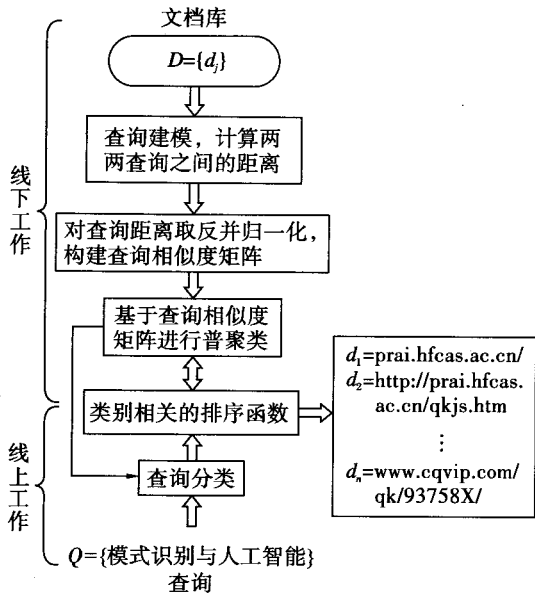 文档库
D={d_j}
查询建模，计算两
两查询之间的距离
对查询距离取反并归一化，
构建查询相似度矩阵
基于查询相似度
矩阵进行普聚类
类别相关的排序函数
查询分类
Q={模式识别与人工智能}
查询
线下工作
线上工作
d₁=prai.hfcas.ac.cn/
d₂=http://prai.hfcas.
ac.cn/qkjs.htm
⋮
dₙ=www.cqvip.com/
qk/93758X/